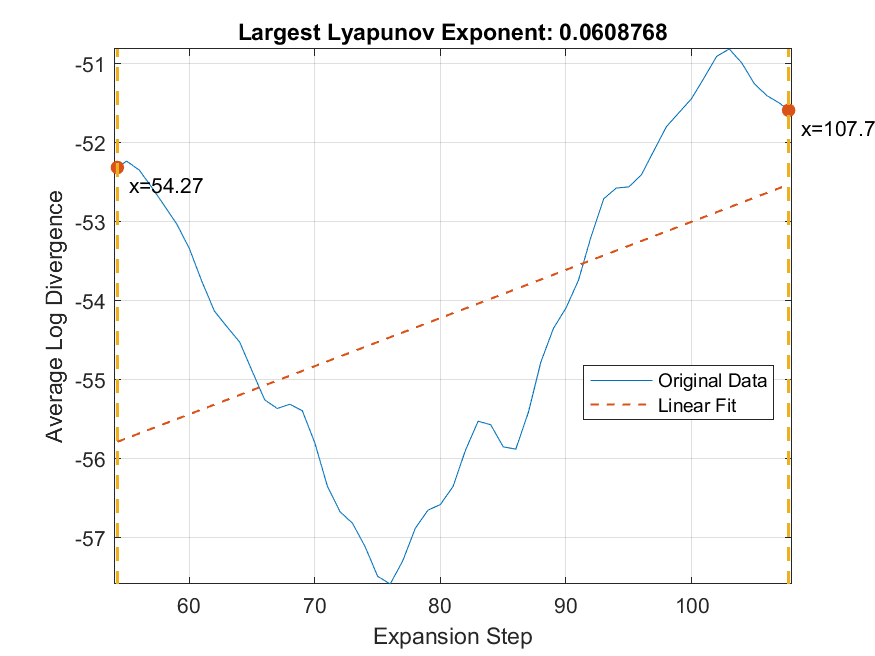 Largest Lyapunov Exponent: 0.0608768
-51
-52
-53
-54
-55
-56
-57
Average Log Divergence
x=54.27
x=107.7
Original Data
Linear Fit
60
70
80
90
100
Expansion Step